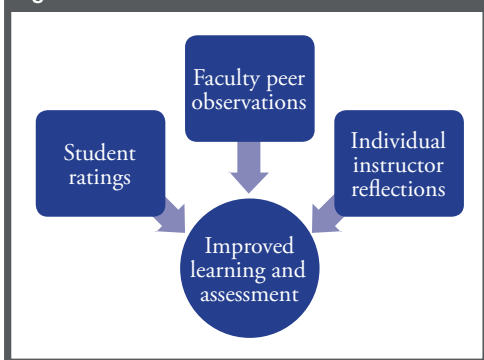 Faculty peer
observations
Student
ratings
Individual
instructor
reflections
Improved
learning and
assessment